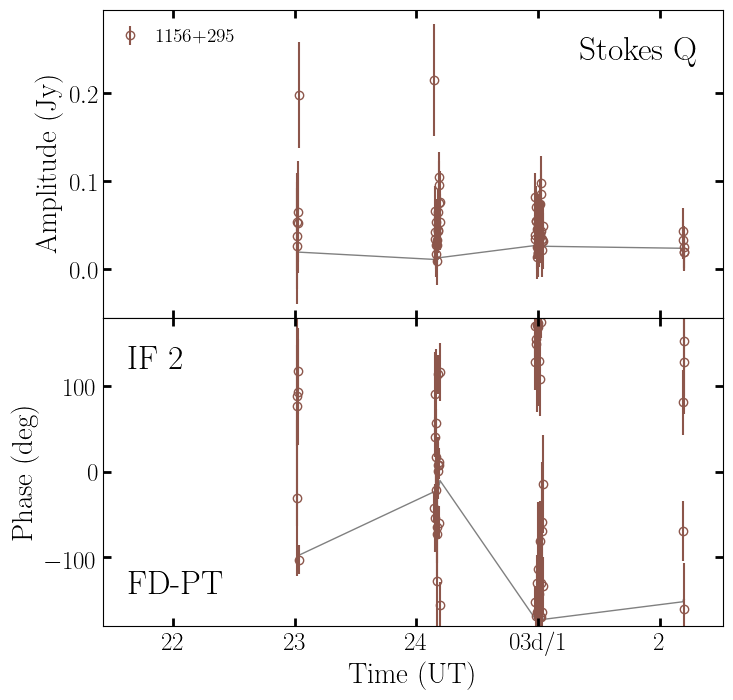 1156+295
Stokes Q
Amplitude (Jy)
0.2
0.1
0.0
IF 2
FD-PT
Phase (deg)
100
0
−100
22
23
24
03d/1
2
Time (UT)